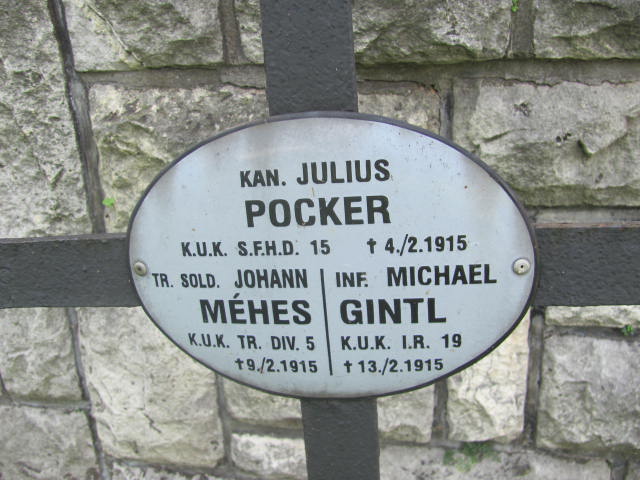 KAN. JULIUS
POCKER
K.U.K. S.F.H.D. 15 † 4./2.1915
TR. SOLD. JOHANN
MÉHES
K.U.K. TR. DIV. 5
† 9./2.1915
INF. MICHAEL
GINTL
K.U.K. I.R. 19
† 13./2.1915